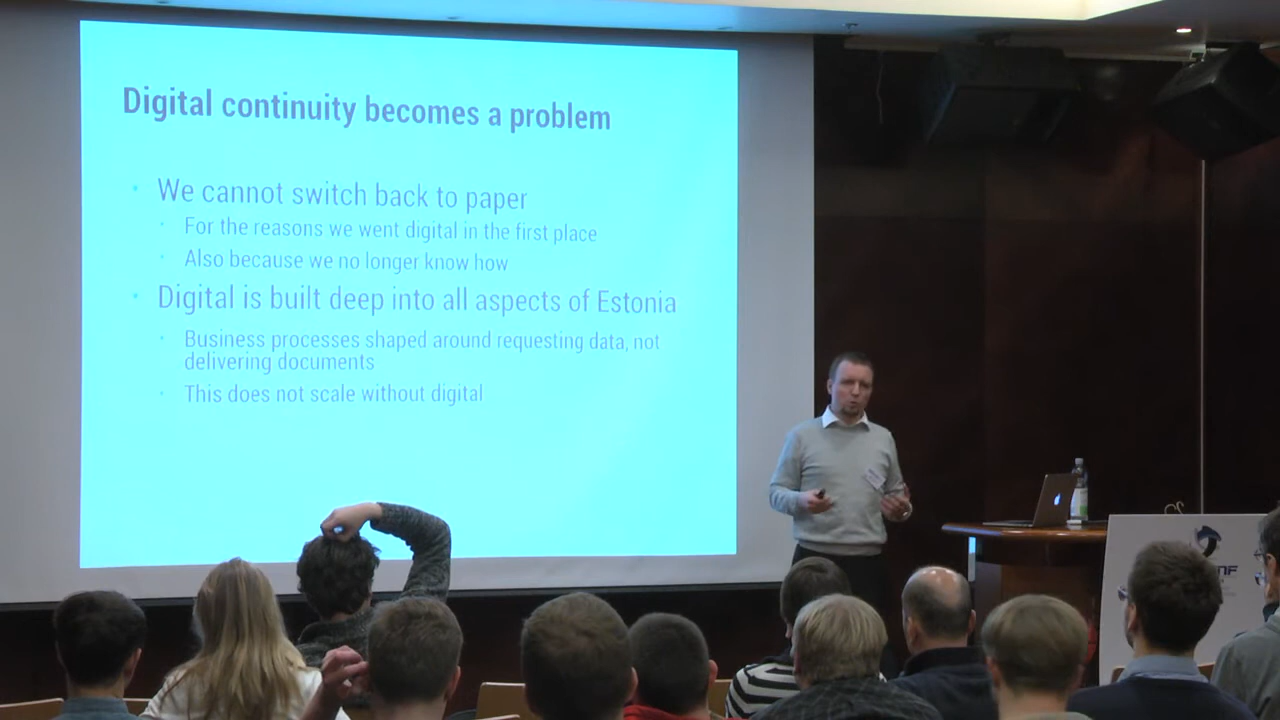 Digital continuity becomes a problem
We cannot switch back to paper
For the reasons we went digital in the first place
Also because we no longer know how
Digital is built deep into all aspects of Estonia
Business processes shaped around requesting data, not
delivering documents
This does not scale without digital